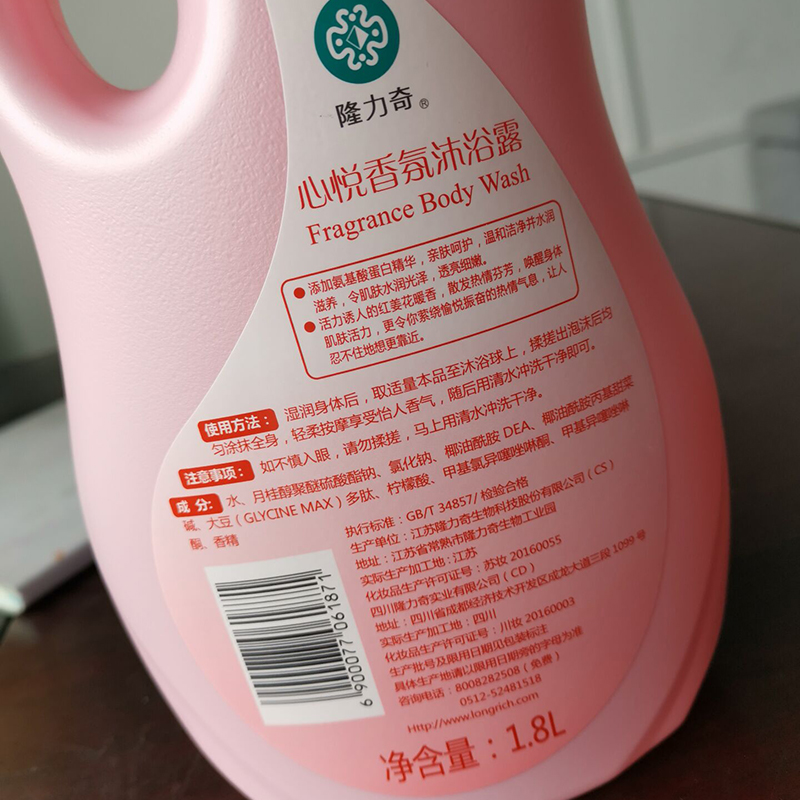 隆力奇®
心悦香氛沐浴露
Fragrance Body Wash
● 添加氨基酸蛋白精华，亲肤呵护，温和洁净并水润
滋养，令肌肤水润光泽，透亮细嫩。
● 活力诱人的红姜花暖香，散发热情芬芳，唤醒身体
肌肤活力，更令你萦绕愉悦振奋的热情气息，让人
忍不住地想更靠近。
使用方法： 湿润身体后，取适量本品至沐浴球上，揉搓出泡沫后均
匀涂抹全身，轻柔按摩享受怡人香气，随后用清水冲洗干净即可。
注意事项： 如不慎入眼，请勿揉搓，马上用清水冲洗干净。
成 分： 水、月桂醇聚醚硫酸酯钠、氯化钠、椰油酰胺 DEA、椰油酰胺丙基甜菜
碱、大豆（GLYCINE MAX）多肽、柠檬酸、甲基氯异噻唑啉酮、甲基异噻唑啉
酮、香精
执行标准：GB/T 34857/ 检验合格
生产单位：江苏隆力奇生物科技股份有限公司（CS）
地址：江苏省常熟市隆力奇生物工业园
实际生产加工地：江苏
化妆品生产许可证号：苏妆 20160055
四川隆力奇实业有限公司（CD）
地址：四川省成都经济技术开发区成龙大道三段 1099 号
实际生产加工地：四川
化妆品生产许可证号：川妆 20160003
生产批号及限用日期见包装标注
具体生产地请以限用日期旁的字母为准
咨询电话：8008282508（免费）
0512-52481518
Http://www.longrich.com
6 900077 061871
净含量：1.8L